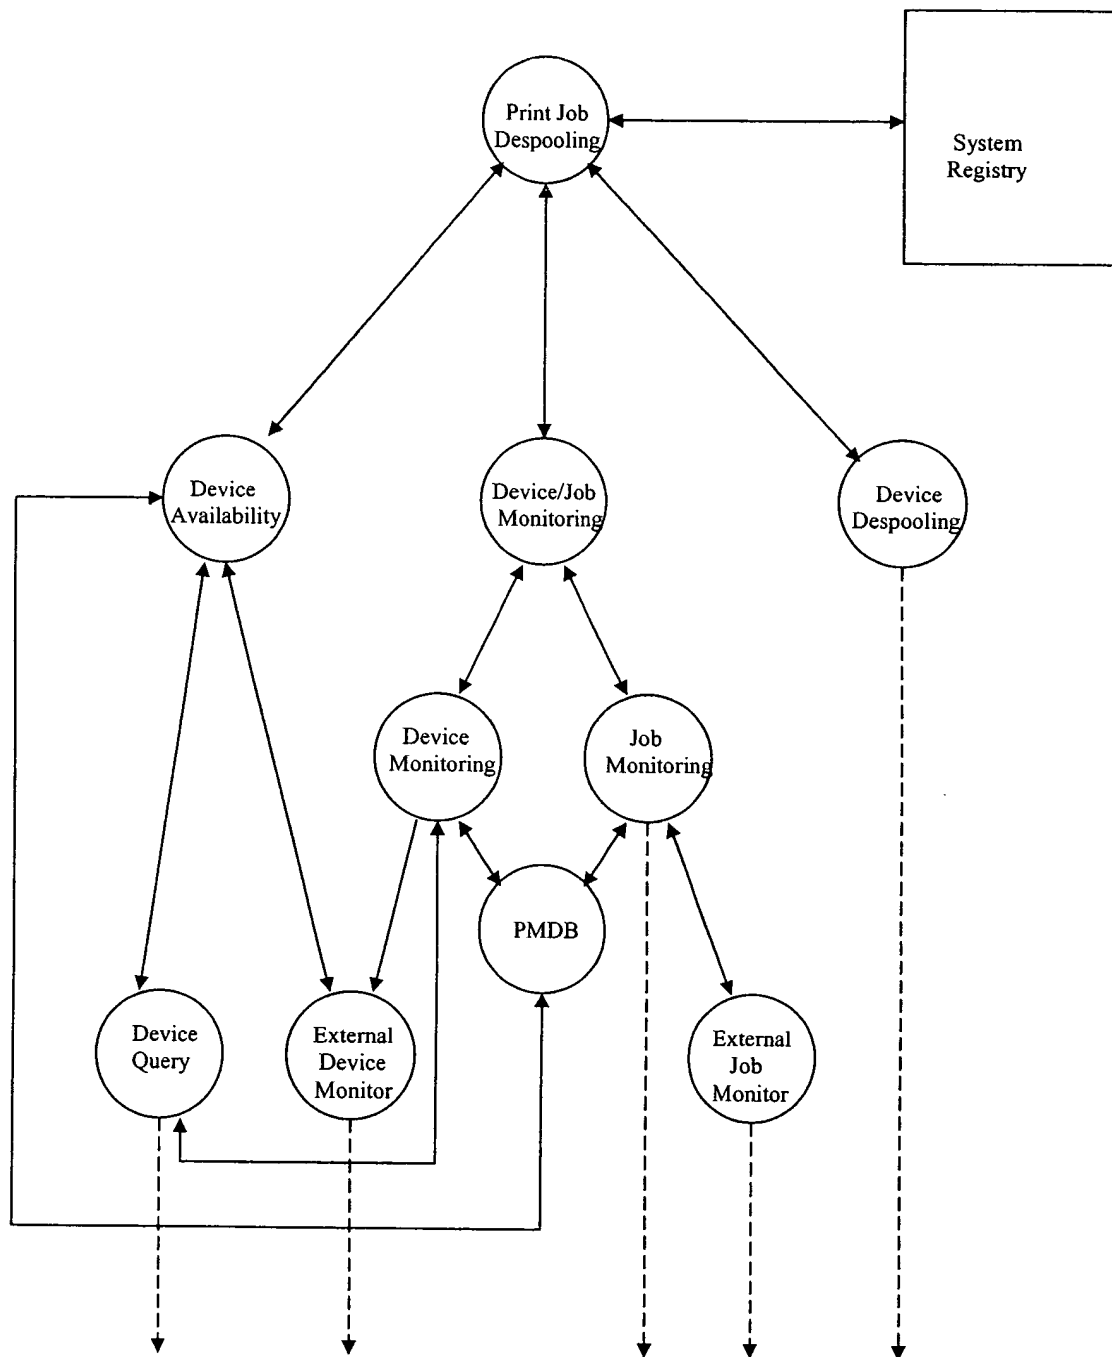 Print Job
Despooling
System
Registry
Device
Availability
Device/Job
Monitoring
Device
Despooling
Device
Monitoring
Job
Monitoring
PMDB
Device
Query
External
Device
Monitor
External
Job
Monitor